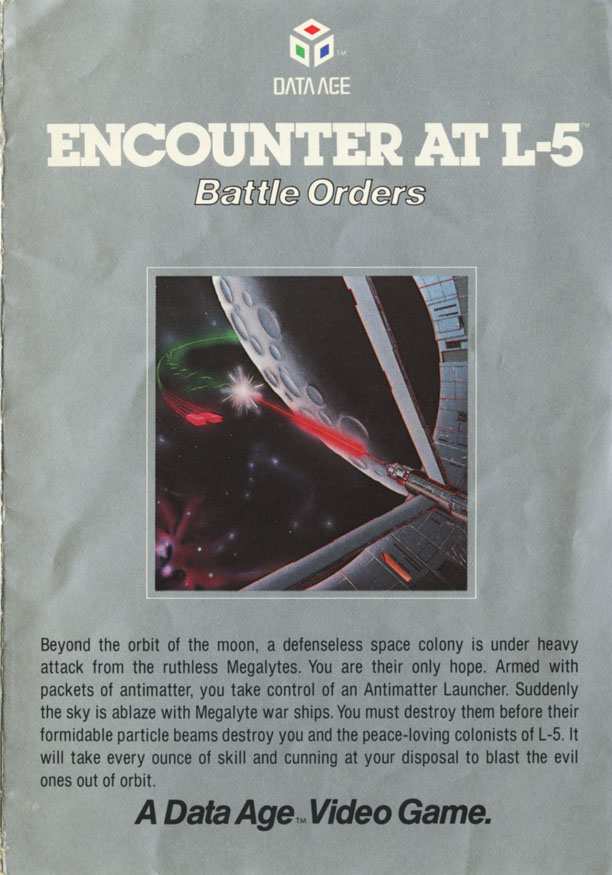 TM
DATA AGE
ENCOUNTER AT L-5™
Battle Orders
Beyond the orbit of the moon, a defenseless space colony is under heavy
attack from the ruthless Megalytes. You are their only hope. Armed with
packets of antimatter, you take control of an Antimatter Launcher. Suddenly
the sky is ablaze with Megalyte war ships. You must destroy them before their
formidable particle beams destroy you and the peace-loving colonists of L-5. It
will take every ounce of skill and cunning at your disposal to blast the evil
ones out of orbit.
A Data Age™ Video Game.